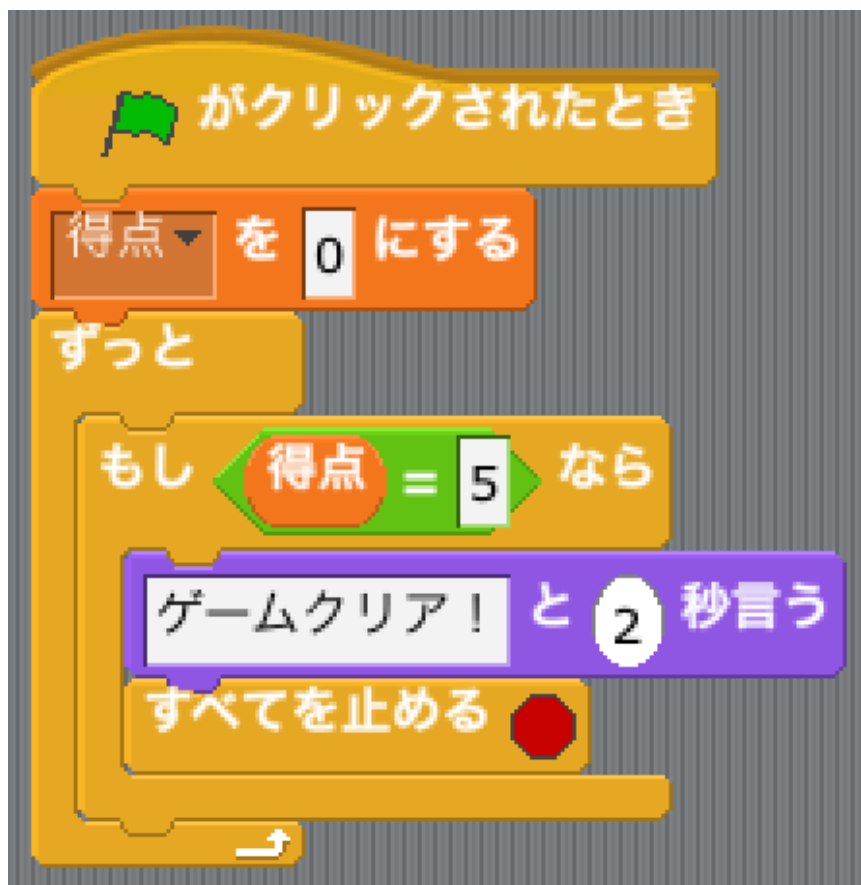 がクリックされたとき
得点 を 0 にする
ずっと
もし 得点 = 5 なら
ゲームクリア！ と 2 秒言う
すべてを止める